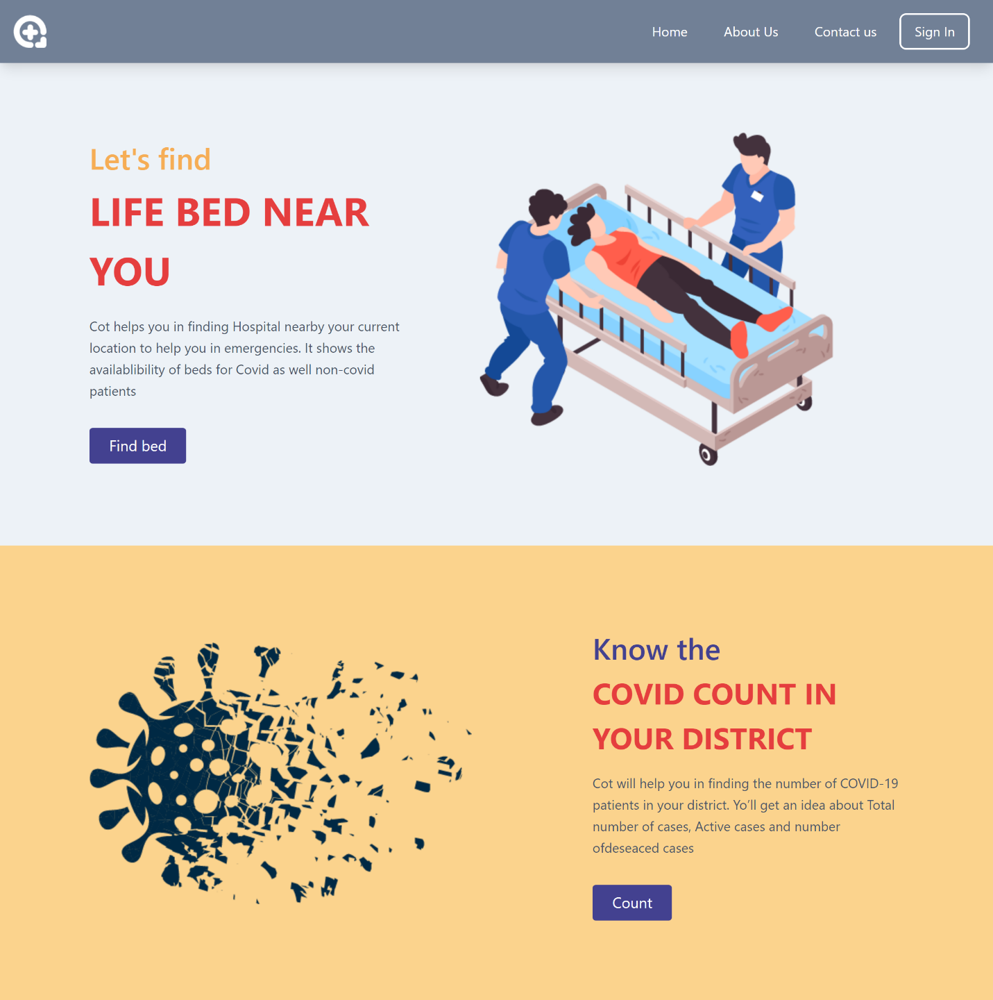 Home
About Us
Contact us
Sign In
Let's find
LIFE BED NEAR
YOU
Cot helps you in finding Hospital nearby your current
location to help you in emergencies. It shows the
availablibility of beds for Covid as well non-covid
patients
Find bed
Know the
COVID COUNT IN
YOUR DISTRICT
Cot will help you in finding the number of COVID-19
patients in your district. Yo'll get an idea about Total
number of cases, Active cases and number
ofdeseaced cases
Count